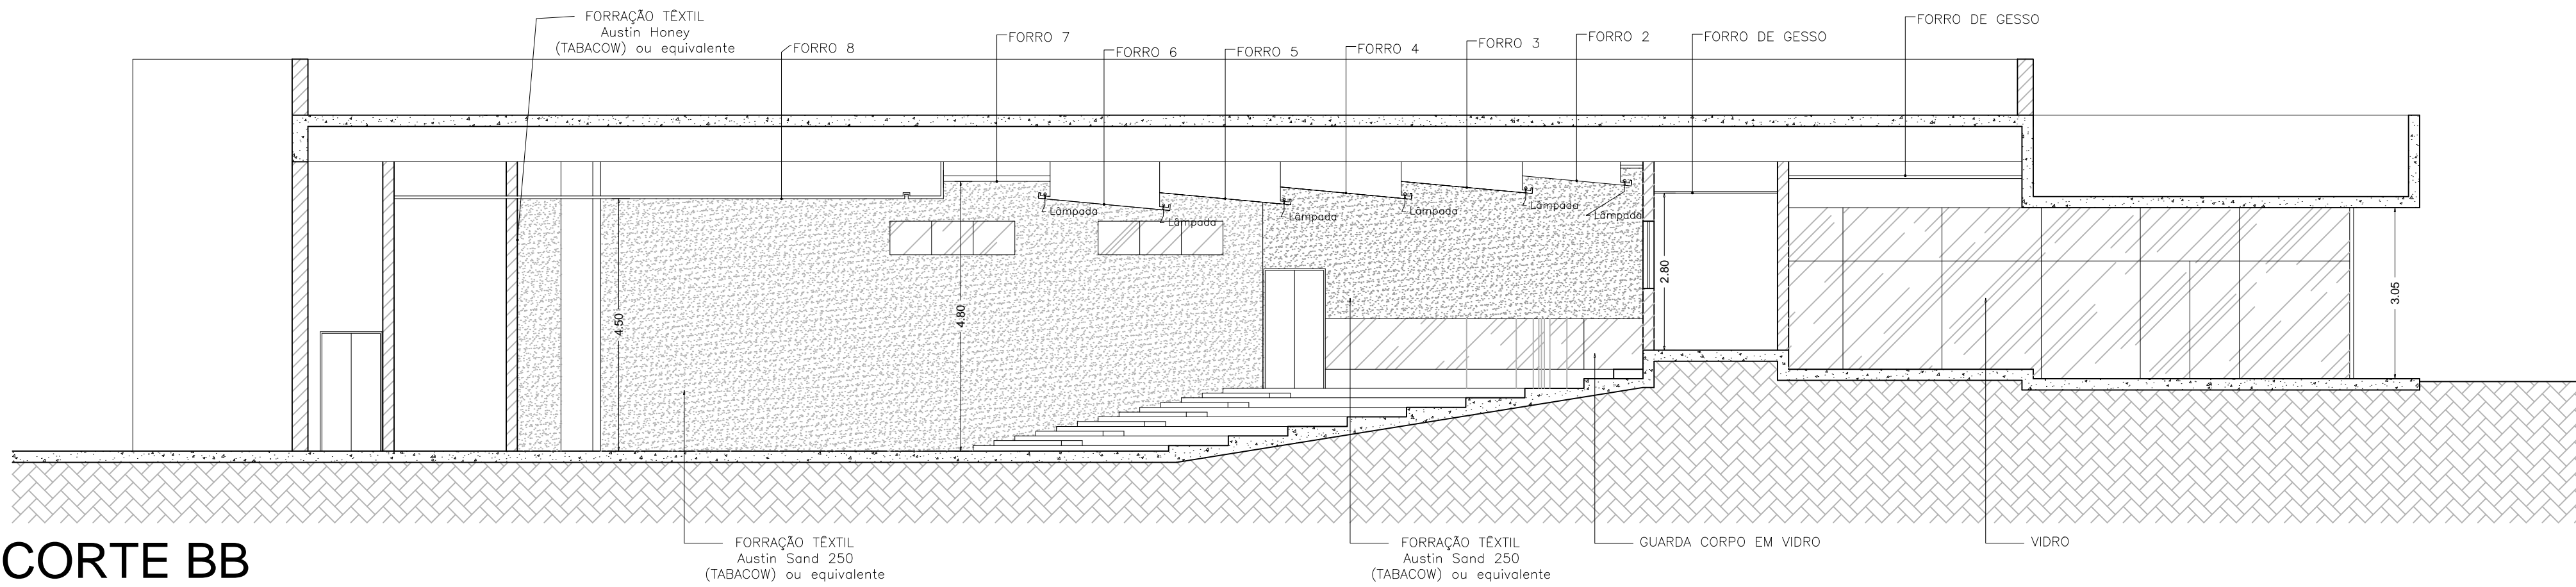 FORRAÇÃO TÊXTIL
Austin Honey
(TABACOW) ou equivalente
FORRO 8
FORRO 7
FORRO 6
FORRO 5
FORRO 4
FORRO 3
FORRO 2
FORRO DE GESSO
FORRO DE GESSO
Lâmpada
Lâmpada
Lâmpada
Lâmpada
Lâmpada
Lâmpada
4.50
4.80
2.80
3.05
FORRAÇÃO TÊXTIL
Austin Sand 250
(TABACOW) ou equivalente
FORRAÇÃO TÊXTIL
Austin Sand 250
(TABACOW) ou equivalente
GUARDA CORPO EM VIDRO
VIDRO
CORTE BB